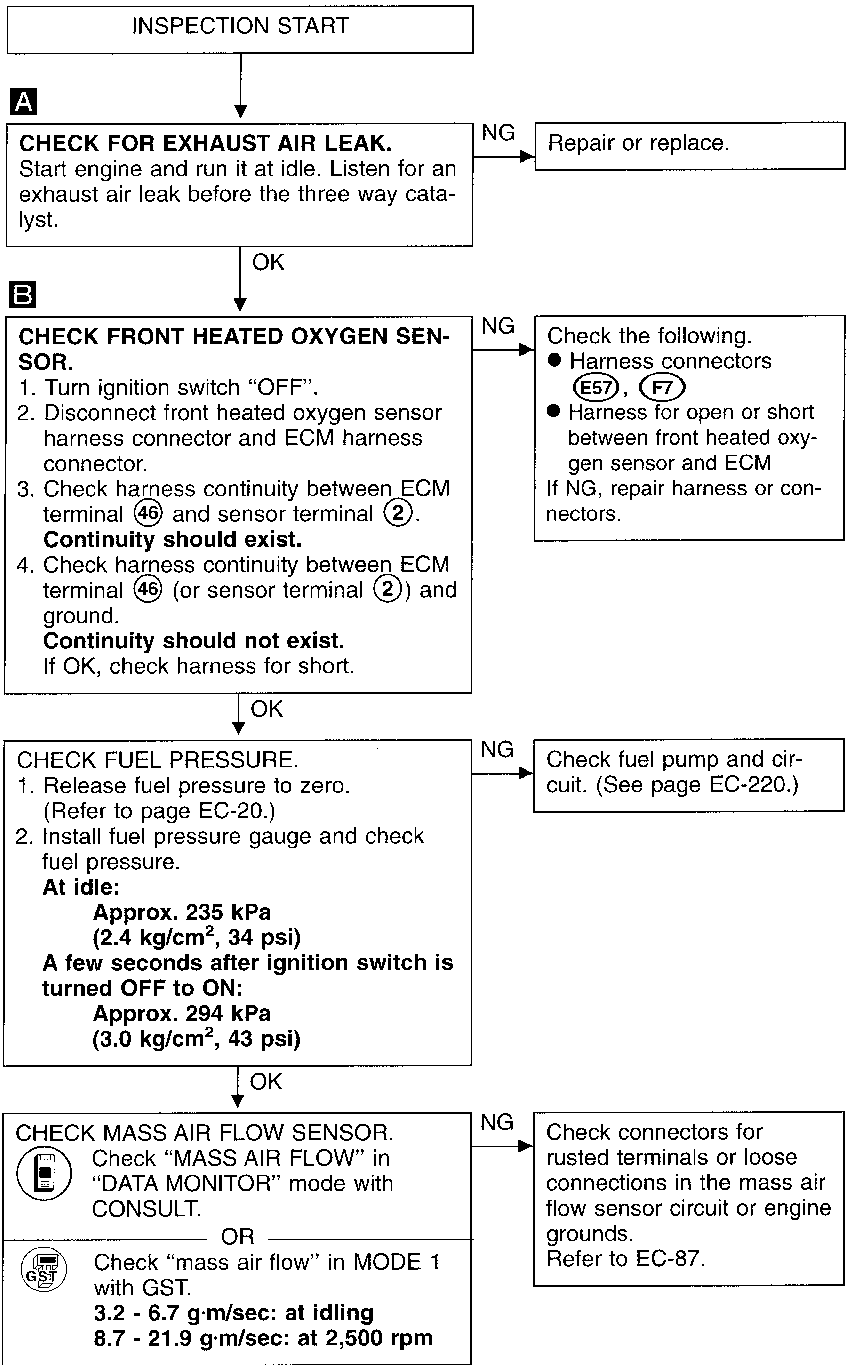 INSPECTION START
A
CHECK FOR EXHAUST AIR LEAK.
Start engine and run it at idle. Listen for an
exhaust air leak before the three way cata-
lyst.
NG
Repair or replace.
OK
B
CHECK FRONT HEATED OXYGEN SEN-
SOR.
1. Turn ignition switch “OFF”.
2. Disconnect front heated oxygen sensor
harness connector and ECM harness
connector.
3. Check harness continuity between ECM
terminal 46 and sensor terminal 2.
Continuity should exist.
4. Check harness continuity between ECM
terminal 46 (or sensor terminal 2) and
ground.
Continuity should not exist.
If OK, check harness for short.
NG
Check the following.
● Harness connectors
E57, F7
● Harness for open or short
between front heated oxy-
gen sensor and ECM
If NG, repair harness or con-
nectors.
OK
CHECK FUEL PRESSURE.
1. Release fuel pressure to zero.
(Refer to page EC-20.)
2. Install fuel pressure gauge and check
fuel pressure.
At idle:
Approx. 235 kPa
(2.4 kg/cm², 34 psi)
A few seconds after ignition switch is
turned OFF to ON:
Approx. 294 kPa
(3.0 kg/cm², 43 psi)
NG
Check fuel pump and cir-
cuit. (See page EC-220.)
OK
CHECK MASS AIR FLOW SENSOR.
Check “MASS AIR FLOW” in
“DATA MONITOR” mode with
CONSULT.
OR
GST
Check “mass air flow” in MODE 1
with GST.
3.2 - 6.7 g·m/sec: at idling
8.7 - 21.9 g·m/sec: at 2,500 rpm
NG
Check connectors for
rusted terminals or loose
connections in the mass air
flow sensor circuit or engine
grounds.
Refer to EC-87.